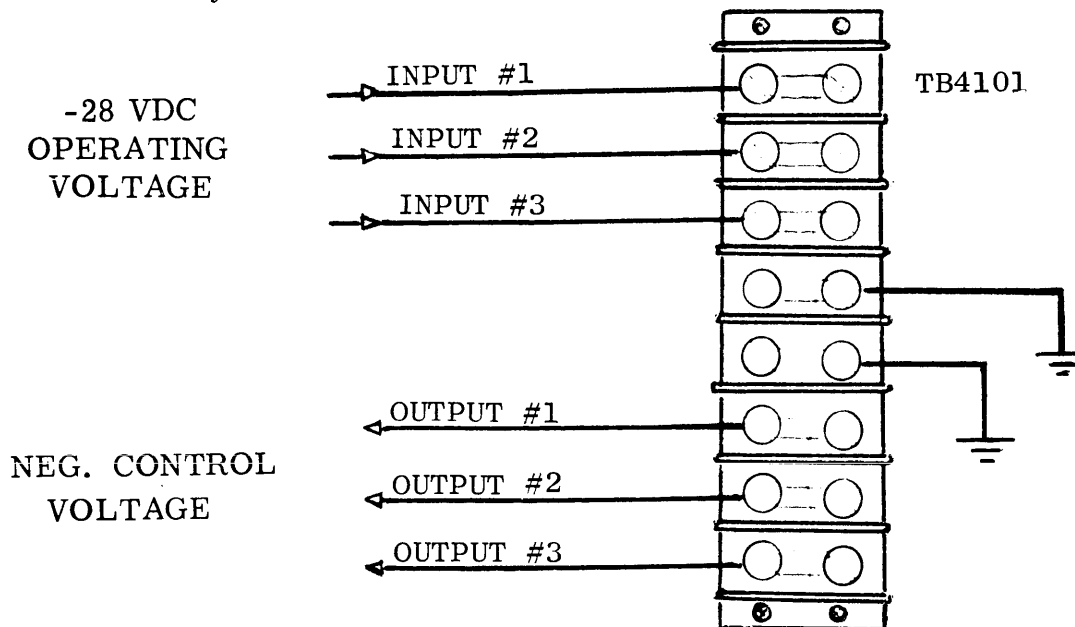 INPUT #1
TB4101
-28 VDC
OPERATING
VOLTAGE
INPUT #2
INPUT #3
OUTPUT #1
NEG. CONTROL
VOLTAGE
OUTPUT #2
OUTPUT #3